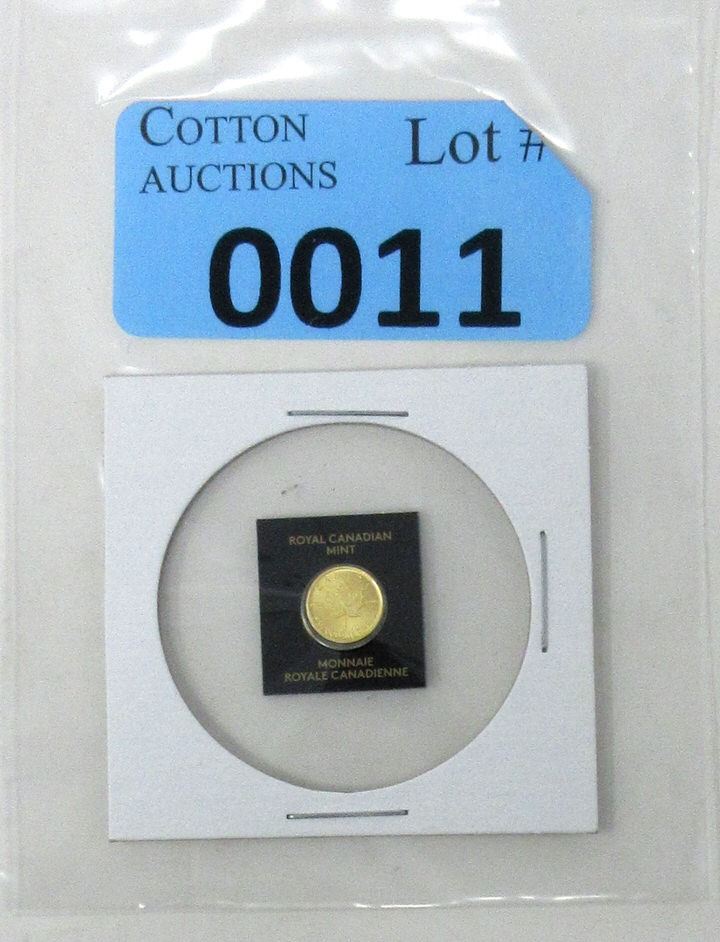 COTTON
AUCTIONS
Lot #
0011
ROYAL CANADIAN
MINT
MONNAIE
ROYALE CANADIENNE